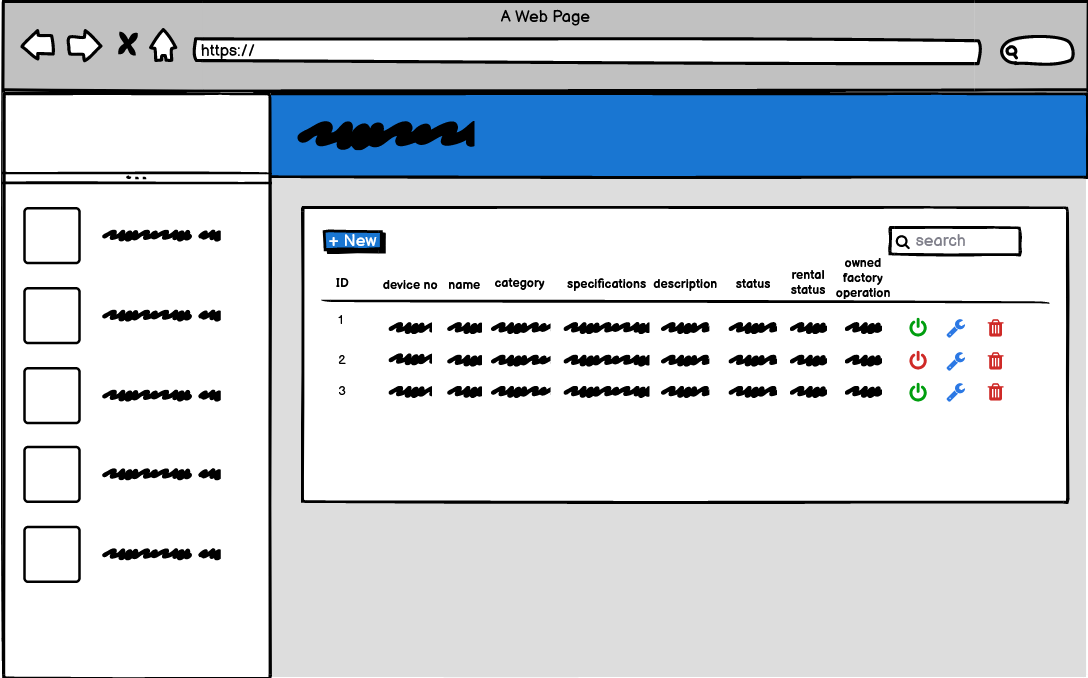 A Web Page
https://
+ New
search
ID
device no
name
category
specifications
description
status
rental
status
owned
factory
operation
1
2
3